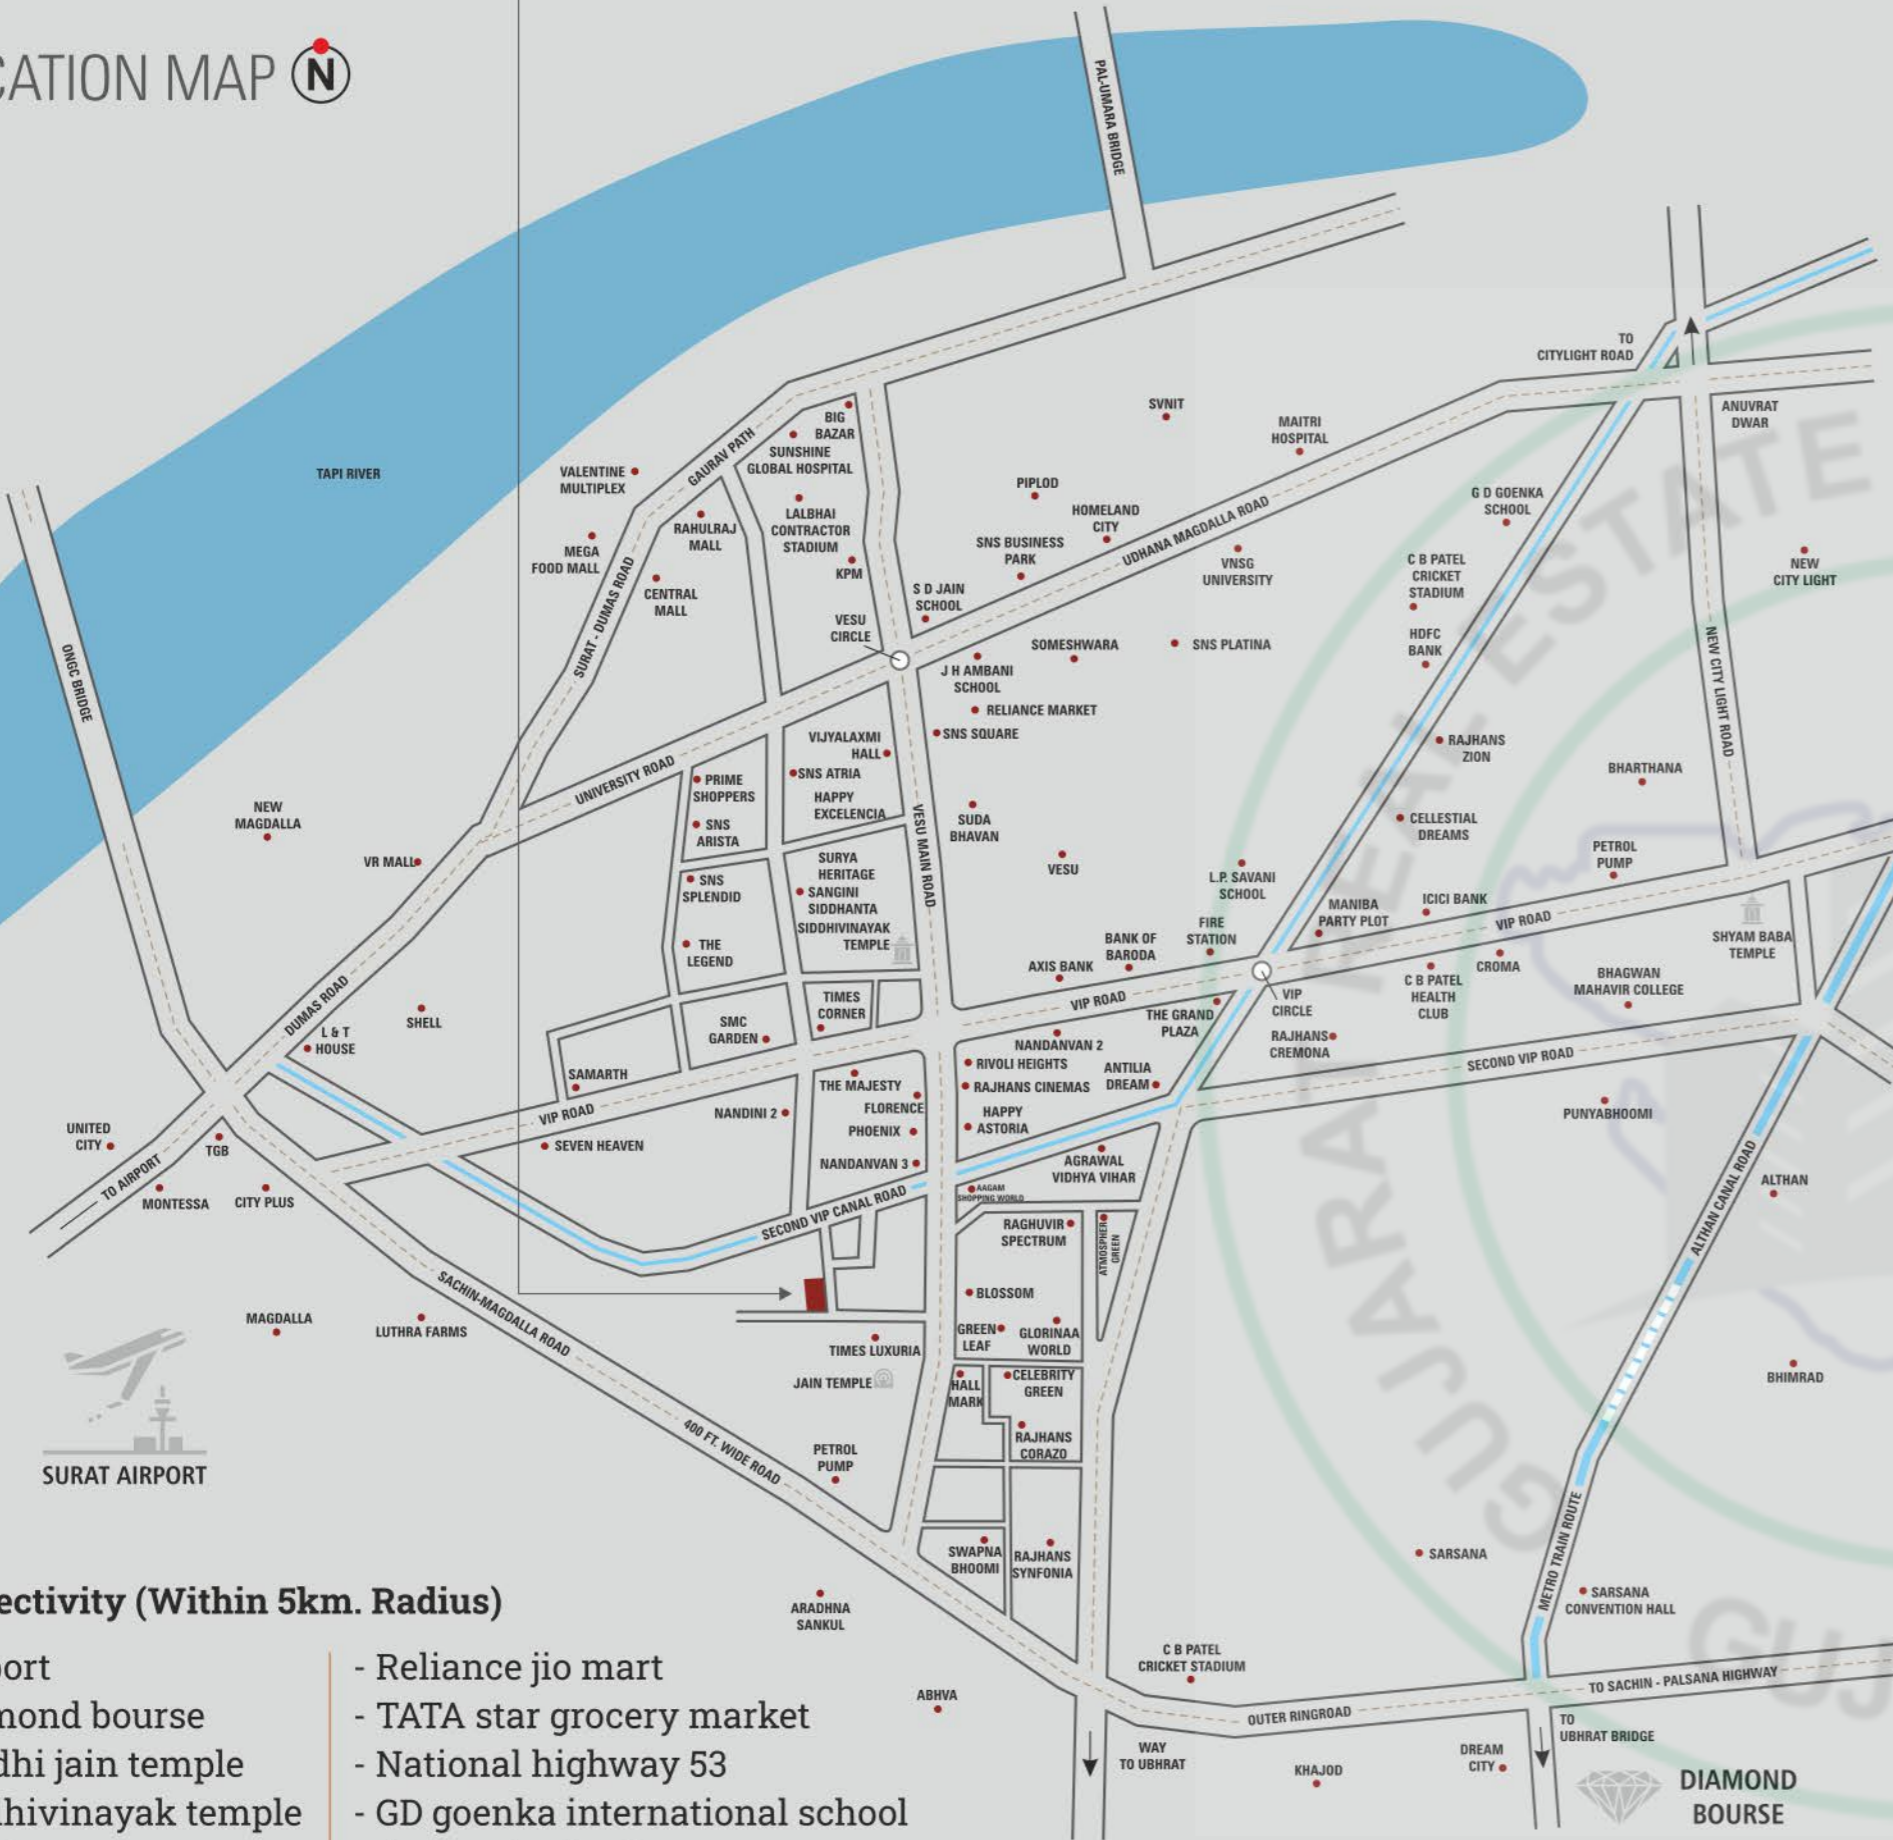 CATION MAP N
PAL-UMARA BRIDGE
TAPI RIVER
ONGC BRIDGE
VALENTINE
MULTIPLEX
MEGA
FOOD MALL
GAURAV PATH
BIG
BAZAR
SUNSHINE
GLOBAL HOSPITAL
RAHULRAJ
MALL
LALBHAI
CONTRACTOR
STADIUM
KPM
CENTRAL
MALL
SURAT - DUMAS ROAD
VESU
CIRCLE
S D JAIN
SCHOOL
SNS BUSINESS
PARK
PIPLOD
HOMELAND
CITY
SVNIT
MAITRI
HOSPITAL
UDHANA MAGDALLA ROAD
VNSG
UNIVERSITY
TO
CITYLIGHT ROAD
ANUVRAT
DWAR
G D GOENKA
SCHOOL
C B PATEL
CRICKET
STADIUM
HDFC
BANK
NEW
CITY LIGHT
NEW CITY LIGHT ROAD
J H AMBANI
SCHOOL
SOMESHWARA
SNS PLATINA
RELIANCE MARKET
SNS SQUARE
VIJYALAXMI
HALL
SNS ATRIA
HAPPY
EXCELENCIA
UNIVERSITY ROAD
PRIME
SHOPPERS
SNS
ARISTA
SNS
SPLENDID
THE
LEGEND
SURYA
HERITAGE
SANGINI
SIDDHANTA
SIDDHIVINAYAK
TEMPLE
VESU MAIN ROAD
SUDA
BHAVAN
VESU
RAJHANS
ZION
CELLESTIAL
DREAMS
BHARTHANA
PETROL
PUMP
L.P. SAVANI
SCHOOL
MANIBA
PARTY PLOT
ICICI BANK
VIP ROAD
FIRE
STATION
BANK OF
BARODA
AXIS BANK
VIP ROAD
THE GRAND
PLAZA
VIP
CIRCLE
C B PATEL
HEALTH
CLUB
CROMA
BHAGWAN
MAHAVIR COLLEGE
SHYAM BABA
TEMPLE
NEW
MAGDALLA
VR MALL
DUMAS ROAD
L & T
HOUSE
SHELL
TIMES
CORNER
SMC
GARDEN
SAMARTH
VIP ROAD
THE MAJESTY
FLORENCE
PHOENIX
NANDANVAN 3
NANDINI 2
SEVEN HEAVEN
NANDANVAN 2
RIVOLI HEIGHTS
RAJHANS CINEMAS
ANTILIA
DREAM
HAPPY
ASTORIA
RAJHANS
CREMONA
SECOND VIP ROAD
PUNYABHOOMI
UNITED
CITY
TGB
TO AIRPORT
MONTESSA
CITY PLUS
SECOND VIP CANAL ROAD
AGRAWAL
VIDHYA VIHAR
AAGAM
SHOPPING WORLD
RAGHUVIR
SPECTRUM
ATMOSPHER
GREEN
ALTHAN CANAL ROAD
ALTHAN
BLOSSOM
GREEN
LEAF
GLORINAA
WORLD
MAGDALLA
LUTHRA FARMS
SACHIN-MAGDALLA ROAD
TIMES LUXURIA
JAIN TEMPLE
HALL
MARK
CELEBRITY
GREEN
RAJHANS
CORAZO
BHIMRAD
SURAT AIRPORT
400 FT. WIDE ROAD
PETROL
PUMP
SWAPNA
BHOOMI
RAJHANS
SYNFONIA
METRO TRAIN ROUTE
SARSANA
SARSANA
CONVENTION HALL
ARADHNA
SANKUL
ABHVA
C B PATEL
CRICKET STADIUM
OUTER RINGROAD
TO SACHIN - PALSANA HIGHWAY
WAY
TO UBHRAT
TO
UBHRAT BRIDGE
KHAJOD
DREAM
CITY
DIAMOND
BOURSE
ectivity (Within 5km. Radius)
ort
mond bourse
dhi jain temple
hivinayak temple
- Reliance jio mart
- TATA star grocery market
- National highway 53
- GD goenka international school
GUJARAT REAL ESTATE
GUJ